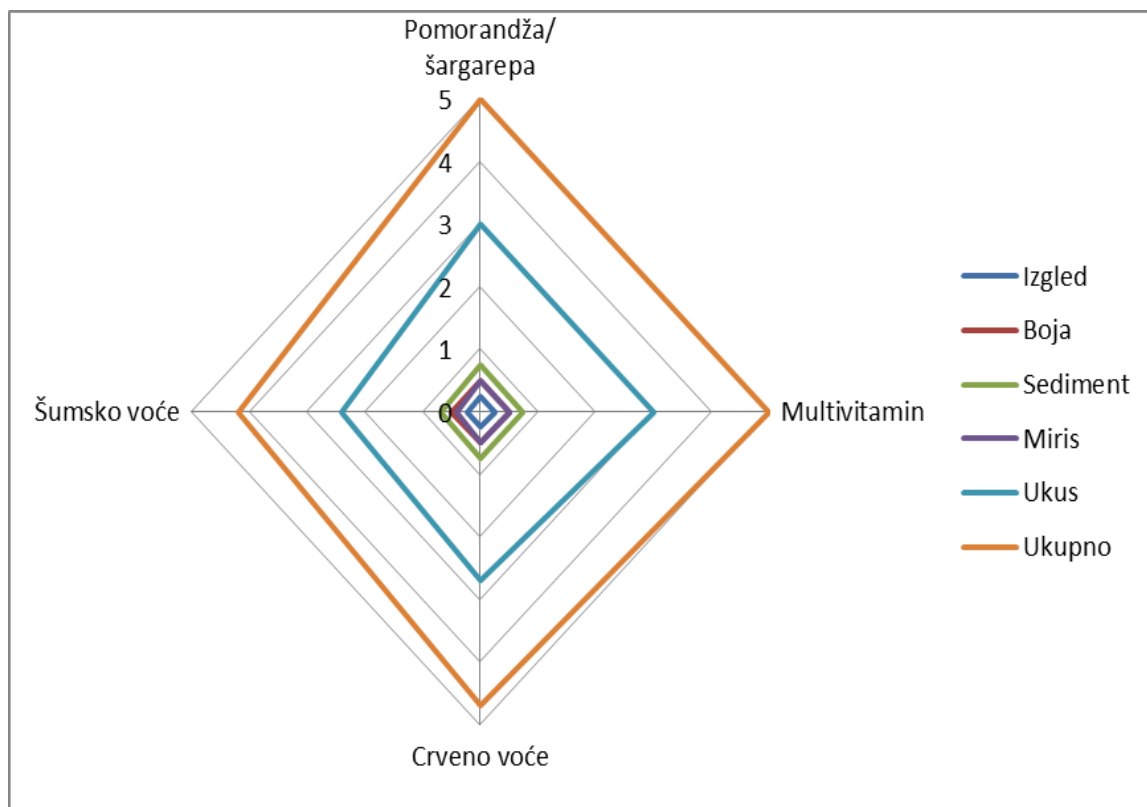 Pomorandža/
šargarepa
5
4
3
2
1
0
Šumsko voće
Multivitamin
Crveno voće
Izgled
Boja
Sediment
Miris
Ukus
Ukupno